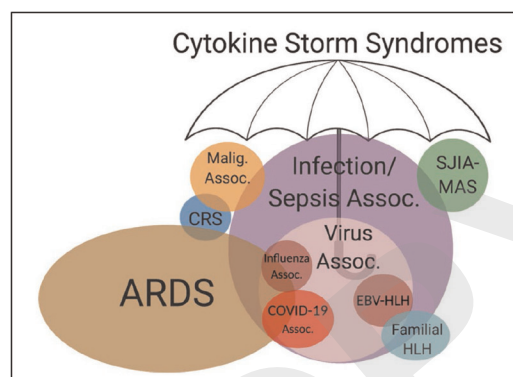 Cytokine Storm Syndromes
Malig.
Assoc.
Infection/
Sepsis Assoc.
SJIA-
MAS
CRS
Virus
Assoc.
Influenza
Assoc.
ARDS
EBV-HLH
COVID-19
Assoc.
Familial
HLH